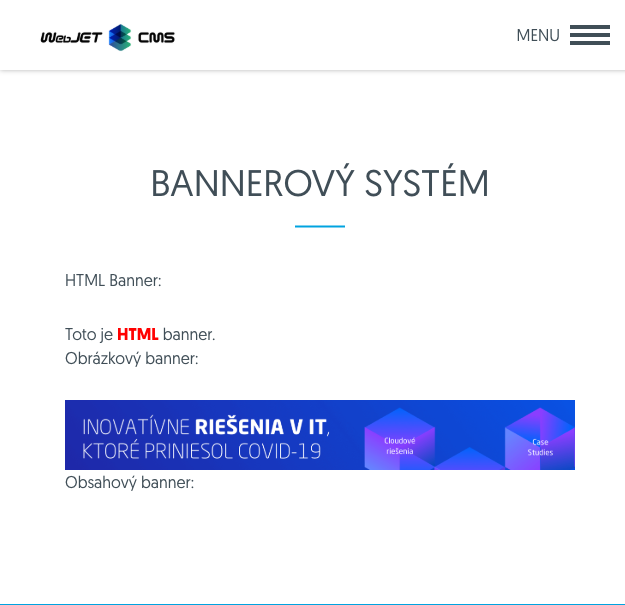 WebJET CMS
MENU
BANNEROVÝ SYSTÉM
HTML Banner:
Toto je HTML banner.
Obrázkový banner:
INOVATÍVNE RIEŠENIA V IT,
KTORÉ PRINIESOL COVID-19
Cloudové
riešenia
Case
Studies
Obsahový banner: